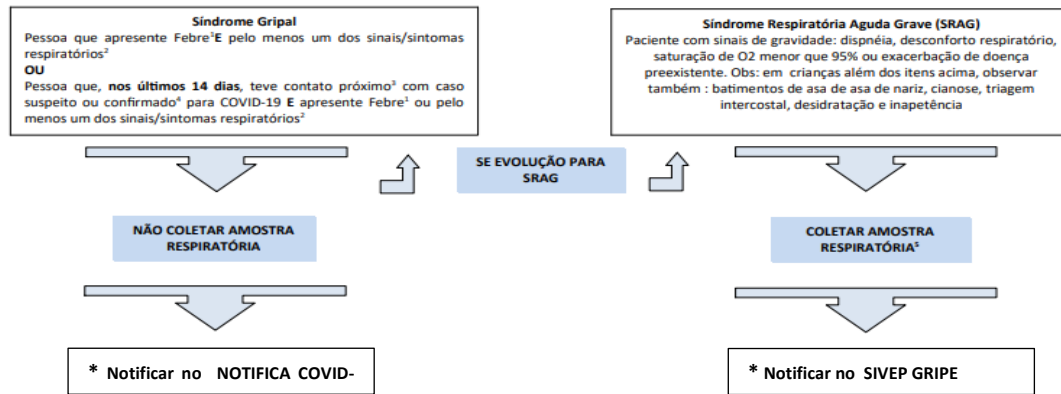 Síndrome Gripal
Pessoa que apresente Febre¹E pelo menos um dos sinais/sintomas
respiratórios²
OU
Pessoa que, nos últimos 14 dias, teve contato próximo³ com caso
suspeito ou confirmado⁴ para COVID-19 E apresente Febre¹ ou pelo
menos um dos sinais/sintomas respiratórios²
Síndrome Respiratória Aguda Grave (SRAG)
Paciente com sinais de gravidade: dispnéia, desconforto respiratório,
saturação de O2 menor que 95% ou exacerbação de doença
preexistente. Obs: em crianças além dos itens acima, observar
também : batimentos de asa de asa de nariz, cianose, triagem
intercostal, desidratação e inapetência
SE EVOLUÇÃO PARA
SRAG
NÃO COLETAR AMOSTRA
RESPIRATÓRIA
COLETAR AMOSTRA
RESPIRATÓRIA⁵
* Notificar no NOTIFICA COVID-
* Notificar no SIVEP GRIPE